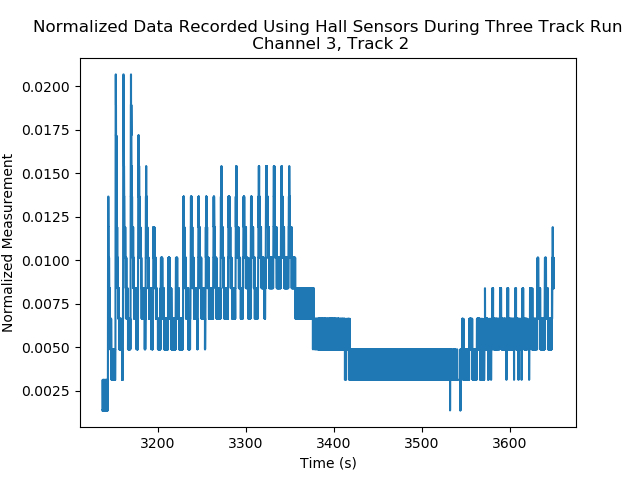 Normalized Data Recorded Using Hall Sensors During Three Track Run
Channel 3, Track 2
0.0200
0.0175
0.0150
0.0125
0.0100
0.0075
0.0050
0.0025
Normalized Measurement
3200 3300 3400 3500 3600
Time (s)